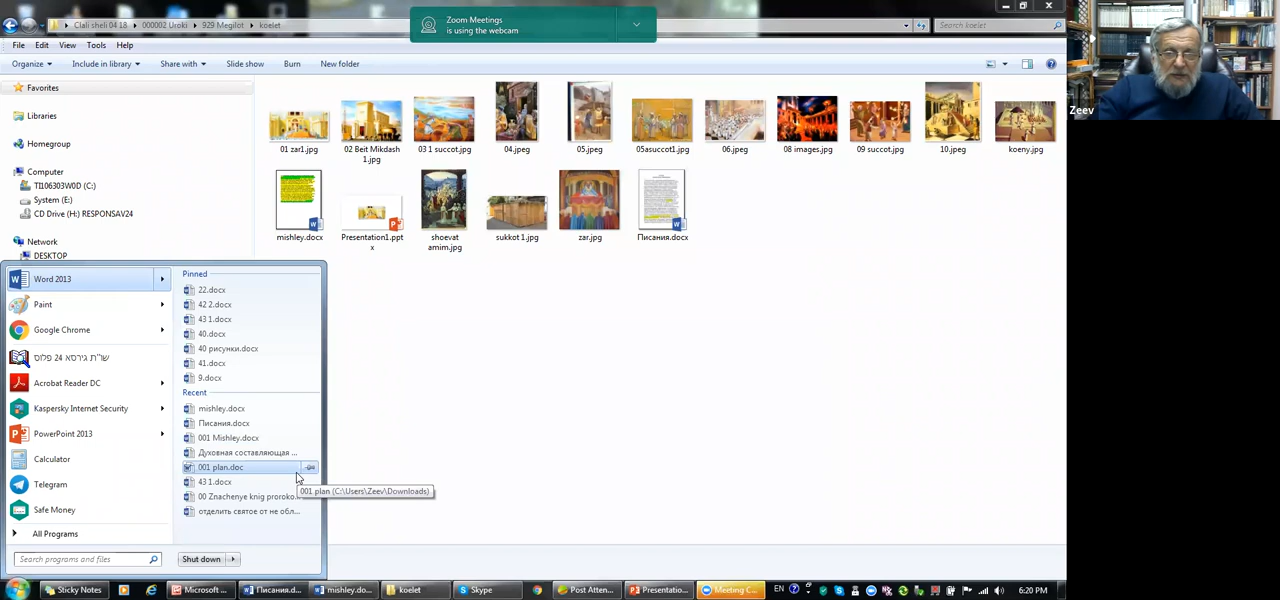 Clali sheli 04 18 ▸ 000002 Uroki ▸ 929 Megilot ▸ koelet
Search koelet
Zoom Meetings
is using the webcam
File Edit View Tools Help
Organize Include in library Share with Slide show Burn New folder
Zeev
Favorites
Libraries
Homegroup
Computer
TI106303W0D (C:)
System (E:)
CD Drive (H:) RESPONSAV24
Network
DESKTOP
01 zar1.jpg
02 Beit Mikdash
1.jpg
03 1 succot.jpg
04.jpeg
05.jpeg
05asuccot1.jpg
06.jpeg
08 images.jpg
09 succot.jpg
10.jpeg
koeny.jpg
mishley.docx
Presentation1.ppt
x
shoevat
amim.jpg
sukkot 1.jpg
zar.jpg
Писания.docx
Word 2013
Paint
Google Chrome
שו"ת גירסא 24 פלוס
Acrobat Reader DC
Kaspersky Internet Security
PowerPoint 2013
Calculator
Telegram
Safe Money
All Programs
Search programs and files
Pinned
22.docx
42 2.docx
43 1.docx
40.docx
40 рисунки.docx
41.docx
9.docx
Recent
mishley.docx
Писания.docx
001 Mishley.docx
Духовная составляющая ...
001 plan.doc
43 1.docx
00 Znachenye knig proroko...
отделить святое от не обл...
001 plan (C:\Users\Zeev\Downloads)
Shut down
Sticky Notes Microsoft ... Писания.d... mishley.do... koelet Skype Post Atten... Presentatio... Meeting C... EN 6:20 PM